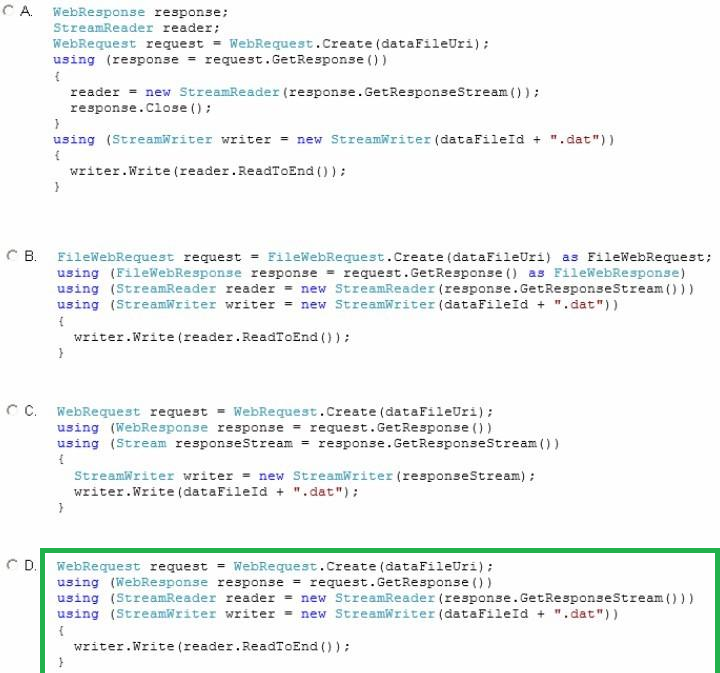 A. WebResponse response;
StreamReader reader;
WebRequest request = WebRequest.Create(dataFileUri);
using (response = request.GetResponse())
{
reader = new StreamReader(response.GetResponseStream());
response.Close();
}
using (StreamWriter writer = new StreamWriter(dataFileId + ".dat"))
{
writer.Write(reader.ReadToEnd());
}
B. FileWebRequest request = FileWebRequest.Create(dataFileUri) as FileWebRequest;
using (FileWebResponse response = request.GetResponse() as FileWebResponse)
using (StreamReader reader = new StreamReader(response.GetResponseStream()))
using (StreamWriter writer = new StreamWriter(dataFileId + ".dat"))
{
writer.Write(reader.ReadToEnd());
}
C. WebRequest request = WebRequest.Create(dataFileUri);
using (WebResponse response = request.GetResponse())
using (Stream responseStream = response.GetResponseStream())
{
StreamWriter writer = new StreamWriter(responseStream);
writer.Write(dataFileId + ".dat");
}
D. WebRequest request = WebRequest.Create(dataFileUri);
using (WebResponse response = request.GetResponse())
using (StreamReader reader = new StreamReader(response.GetResponseStream()))
using (StreamWriter writer = new StreamWriter(dataFileId + ".dat"))
{
writer.Write(reader.ReadToEnd());
}